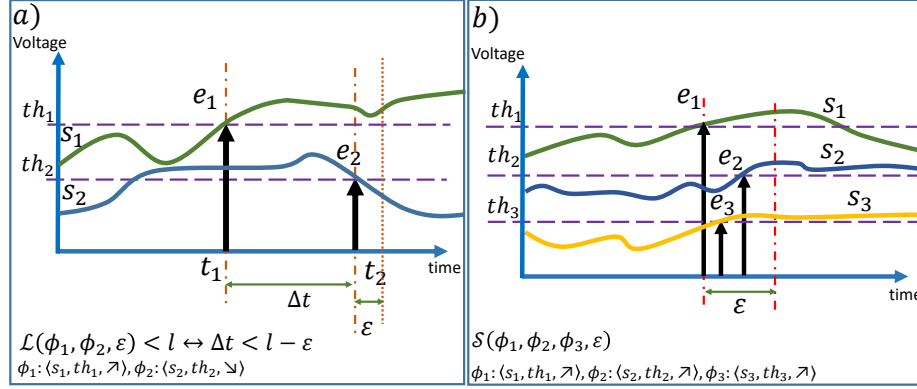 a)
Voltage
th₁
s₁
th₂
s₂
e₁
e₂
t₁
t₂
time
Δt
ε
ℒ(ϕ₁, ϕ₂, ε) < l ↔ Δt < l − ε
ϕ₁:⟨s₁, th₁, ↗⟩, ϕ₂:⟨s₂, th₂, ↘⟩
b)
Voltage
th₁
th₂
th₃
e₁
e₂
e₃
s₁
s₂
s₃
time
ε
𝒮(ϕ₁, ϕ₂, ϕ₃, ε)
ϕ₁:⟨s₁, th₁, ↗⟩, ϕ₂:⟨s₂, th₂, ↗⟩, ϕ₃:⟨s₃, th₃, ↗⟩